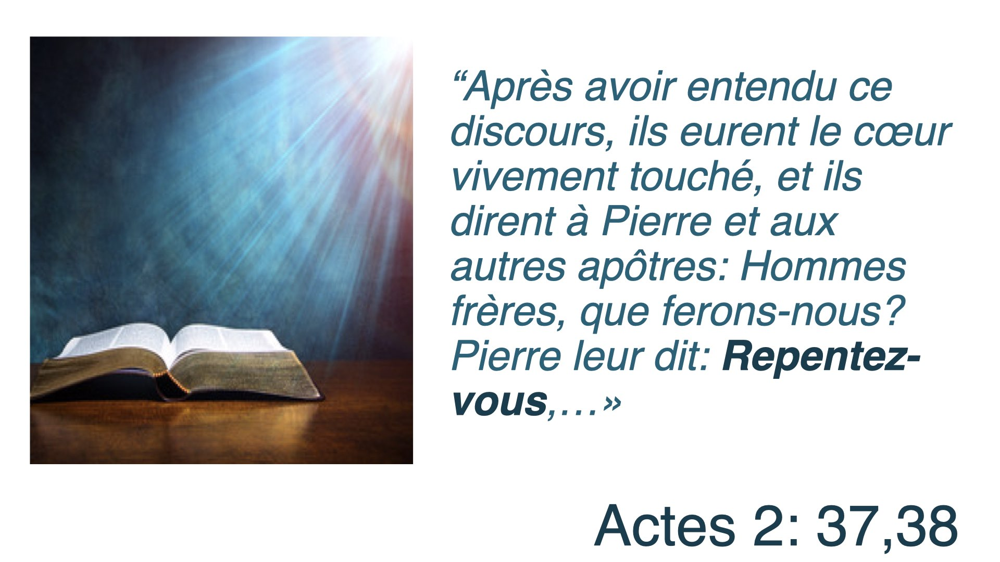 “Après avoir entendu ce
discours, ils eurent le cœur
vivement touché, et ils
dirent à Pierre et aux
autres apôtres: Hommes
frères, que ferons-nous?
Pierre leur dit: Repentez-
vous,…»
Actes 2: 37,38